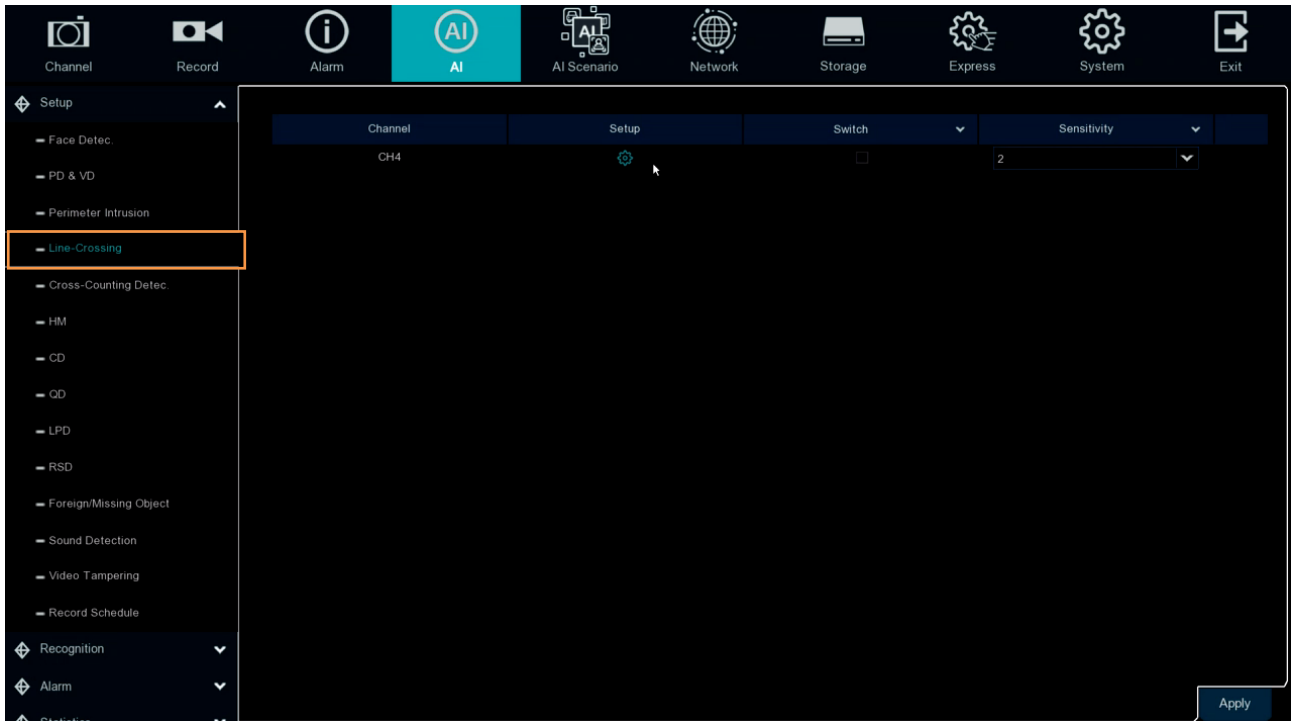 Channel
Record
Alarm
AI
AI Scenario
Network
Storage
Express
System
Exit
Setup
Face Detec.
PD & VD
Perimeter Intrusion
Line-Crossing
Cross-Counting Detec.
HM
CD
QD
LPD
RSD
Foreign/Missing Object
Sound Detection
Video Tampering
Record Schedule
Recognition
Alarm
Statistics
Channel Setup Switch Sensitivity
CH4 2
Apply